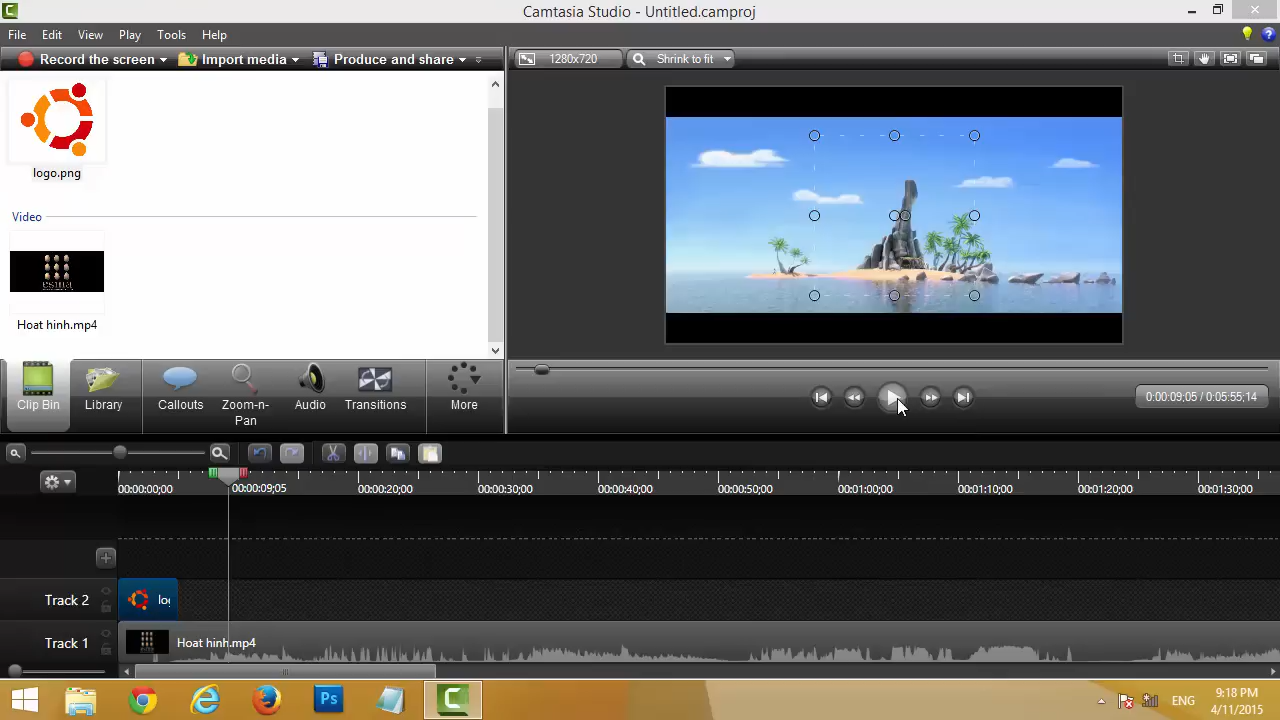 Camtasia Studio - Untitled.camproj
File Edit View Play Tools Help
Record the screen Import media Produce and share
1280x720 Shrink to fit
logo.png
Video
esma
Hoat hinh.mp4
Clip Bin Library Callouts Zoom-n-Pan Audio Transitions More
0:00:09;05 / 0:05:55;14
00:00:00;00 00:00:09;05 00:00:20;00 00:00:30;00 00:00:40;00 00:00:50;00 00:01:00;00 00:01:10;00 00:01:20;00 00:01:30;00
Track 2 log
Track 1 Hoat hinh.mp4
Ps ENG 9:18 PM
4/11/2015